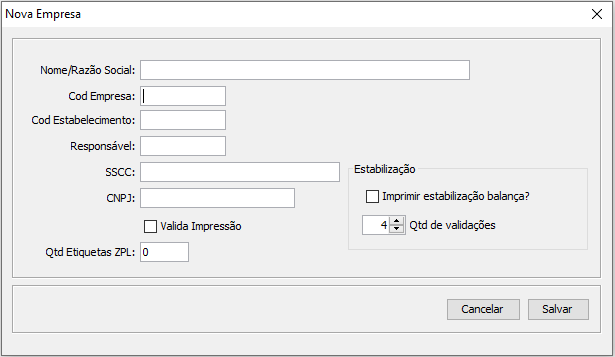 Nova Empresa
Nome/Razão Social:
Cod Empresa:
Cod Estabelecimento:
Responsável:
SSCC:
Estabilização
CNPJ:
Imprimir estabilização balança?
Valida Impressão
4 Qtd de validações
Qtd Etiquetas ZPL: 0
Cancelar Salvar